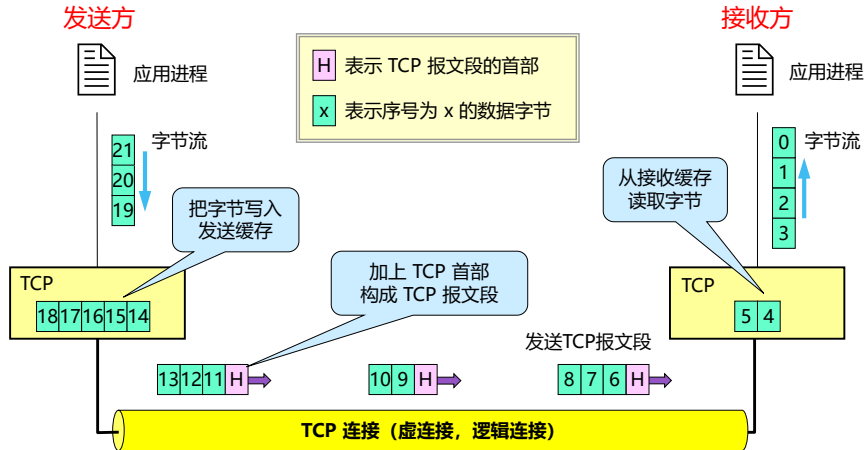 发送方
接收方
应用进程
H 表示 TCP 报文段的首部
x 表示序号为 x 的数据字节
应用进程
21
20
19
字节流
0
1
2
3
字节流
把字节写入
发送缓存
从接收缓存
读取字节
加上 TCP 首部
构成 TCP 报文段
TCP
18 17 16 15 14
TCP
5 4
发送TCP报文段
13 12 11 H
10 9 H
8 7 6 H
TCP 连接（虚连接，逻辑连接）